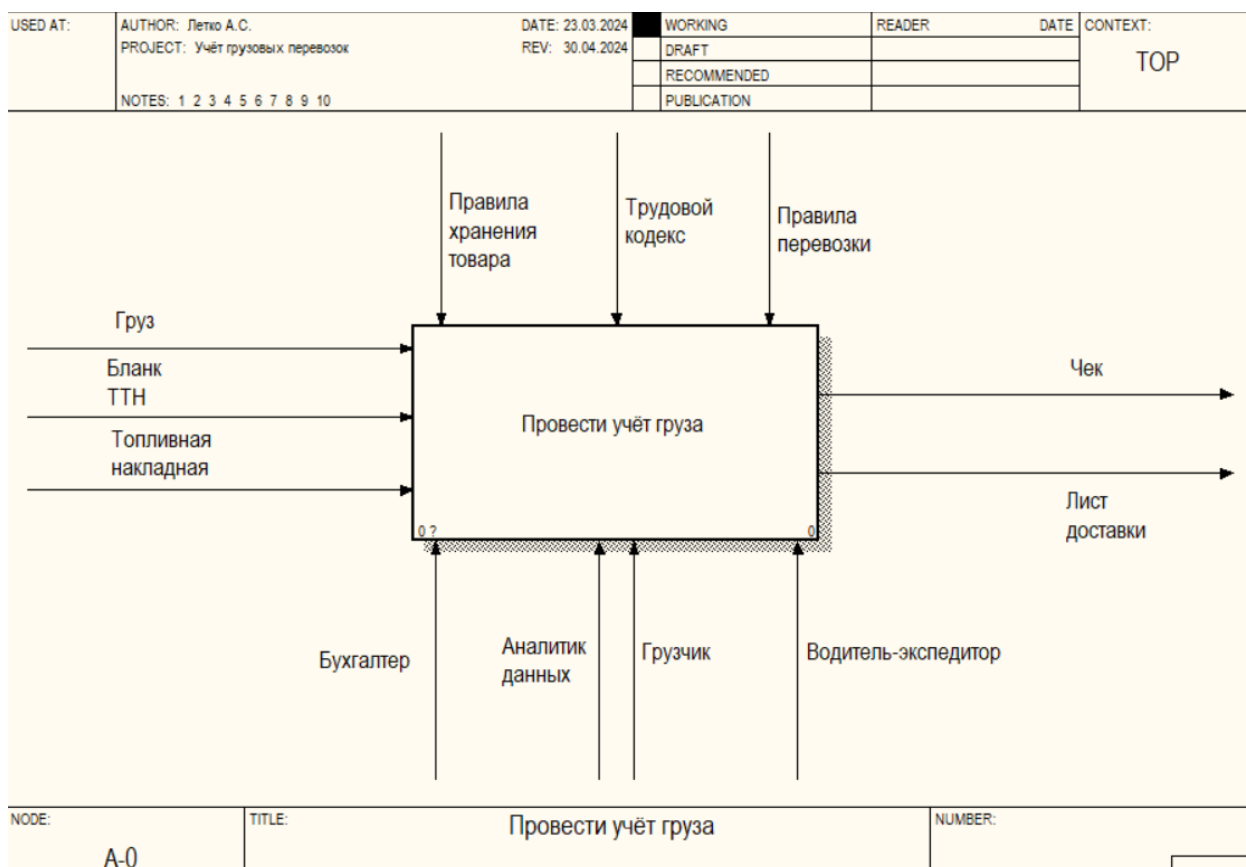 USED AT:
AUTHOR: Летко А.С.
DATE: 23.03.2024
WORKING
READER
DATE
CONTEXT:
PROJECT: Учёт грузовых перевозок
REV: 30.04.2024
DRAFT
TOP
RECOMMENDED
NOTES: 1 2 3 4 5 6 7 8 9 10
PUBLICATION
Правила
хранения
товара
Трудовой
кодекс
Правила
перевозки
Груз
Бланк
ТТН
Топливная
накладная
Провести учёт груза
0 ?
0
Чек
Лист
доставки
Бухгалтер
Аналитик
данных
Грузчик
Водитель-экспедитор
NODE:
A-0
TITLE:
Провести учёт груза
NUMBER: